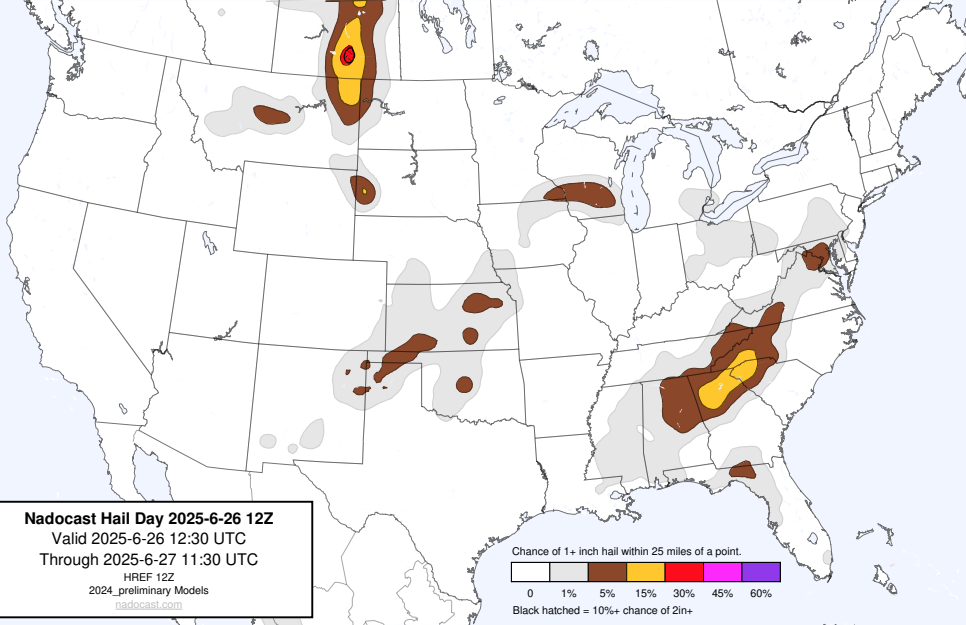 Nadocast Hail Day 2025-6-26 12Z
Valid 2025-6-26 12:30 UTC
Through 2025-6-27 11:30 UTC
HREF 12Z
2024_preliminary Models
nadocast.com
Chance of 1+ inch hail within 25 miles of a point.
0 1% 5% 15% 30% 45% 60%
Black hatched = 10%+ chance of 2in+